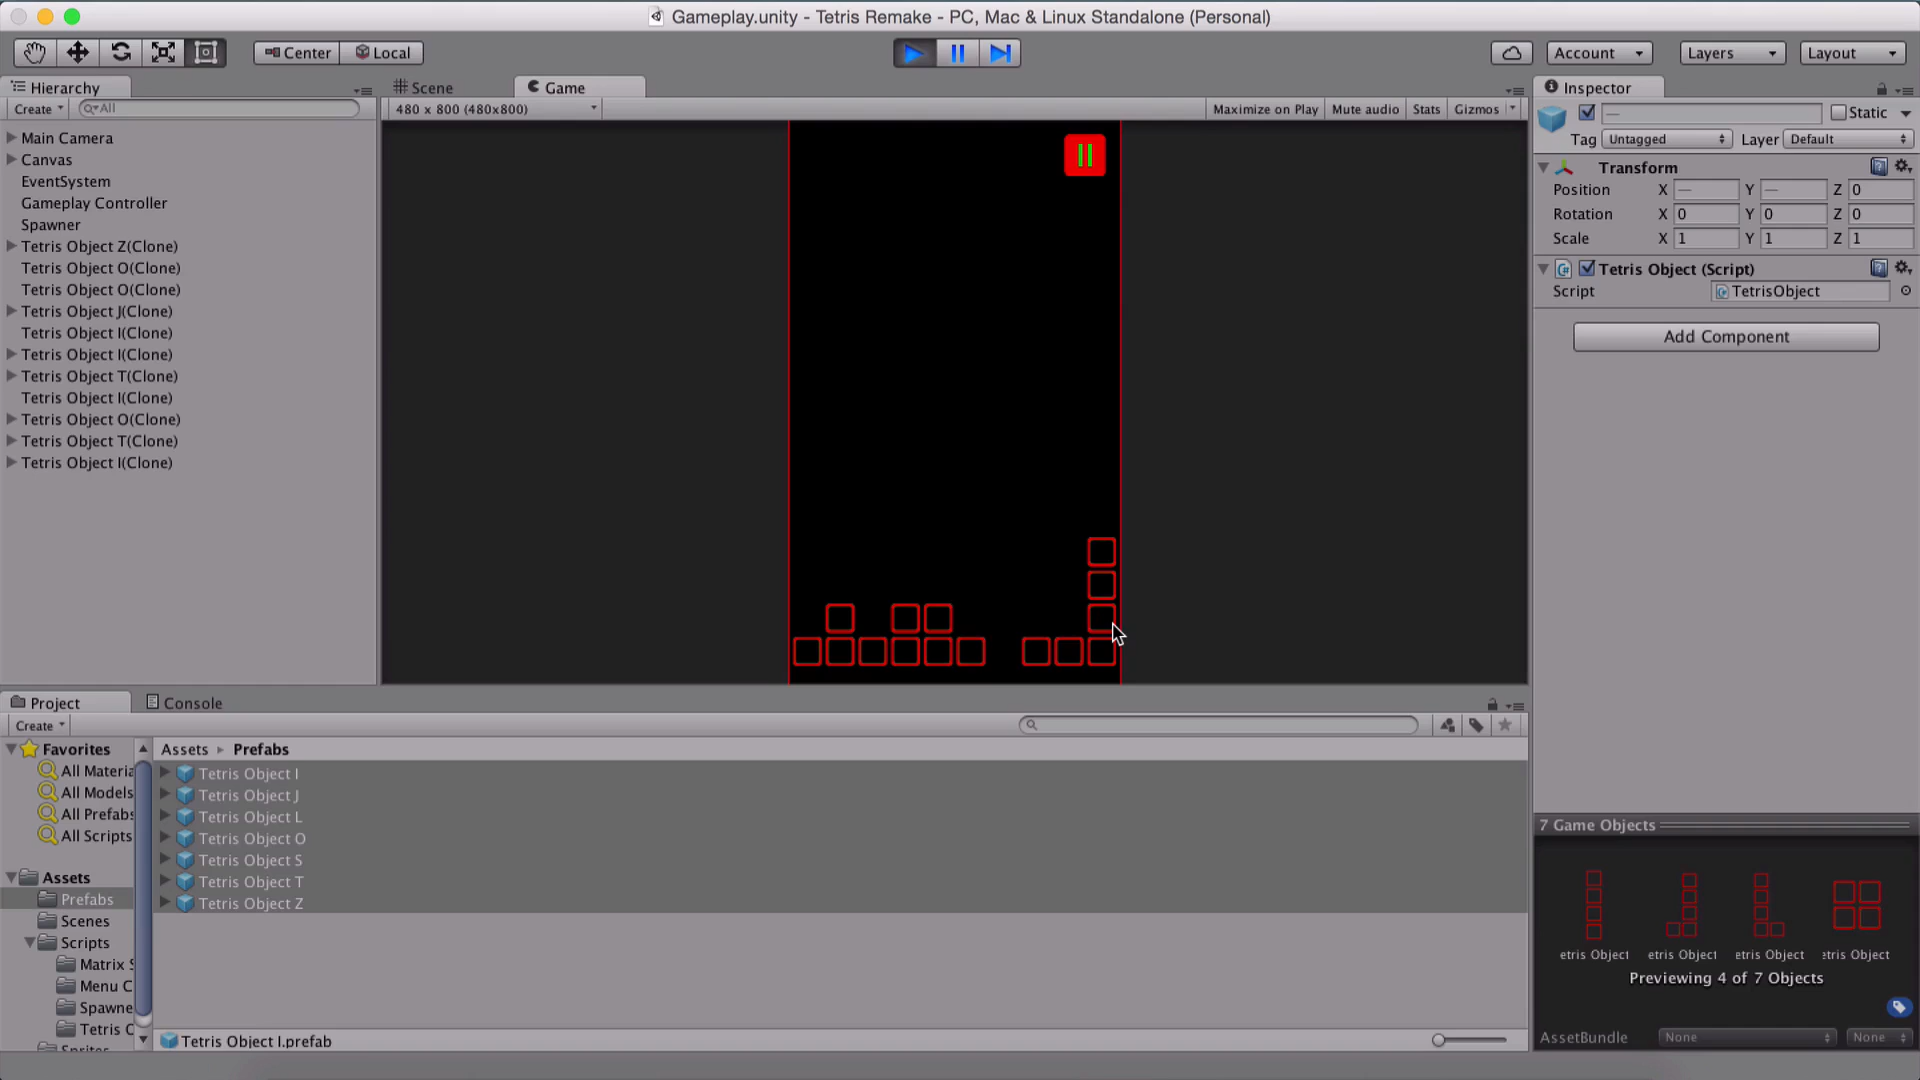 Gameplay.unity - Tetris Remake - PC, Mac & Linux Standalone (Personal)
Center Local Account Layers Layout
Hierarchy
Create All
Main Camera
Canvas
EventSystem
Gameplay Controller
Spawner
Tetris Object Z(Clone)
Tetris Object O(Clone)
Tetris Object O(Clone)
Tetris Object J(Clone)
Tetris Object I(Clone)
Tetris Object I(Clone)
Tetris Object T(Clone)
Tetris Object I(Clone)
Tetris Object O(Clone)
Tetris Object T(Clone)
Tetris Object I(Clone)
Scene Game
480 x 800 (480x800) Maximize on Play Mute audio Stats Gizmos
Inspector
— Static
Tag Untagged Layer Default
Transform
Position X — Y — Z 0
Rotation X 0 Y 0 Z 0
Scale X 1 Y 1 Z 1
Tetris Object (Script)
Script TetrisObject
Add Component
Project Console
Create
Favorites
All Materia
All Models
All Prefabs
All Scripts
Assets
Prefabs
Scenes
Scripts
Matrix S
Menu C
Spawne
Tetris O
Sprites
Assets Prefabs
Tetris Object I
Tetris Object J
Tetris Object L
Tetris Object O
Tetris Object S
Tetris Object T
Tetris Object Z
Tetris Object I.prefab
7 Game Objects
etris Object etris Object etris Object etris Object
Previewing 4 of 7 Objects
AssetBundle None None